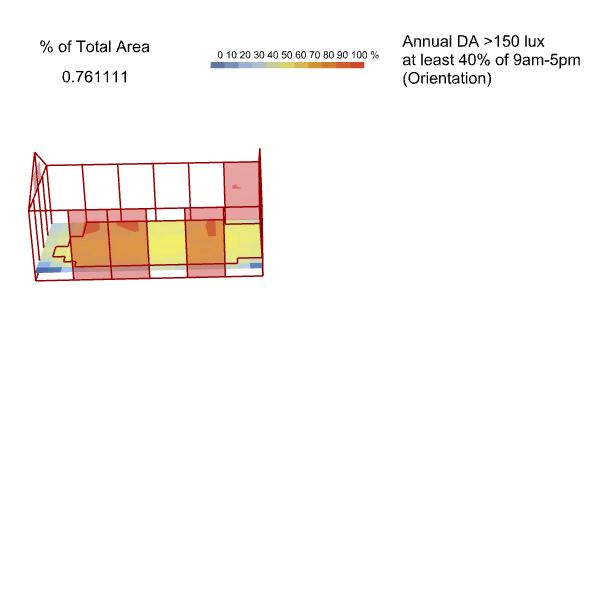 % of Total Area
0.761111
0 10 20 30 40 50 60 70 80 90 100 %
Annual DA >150 lux
at least 40% of 9am-5pm
(Orientation)